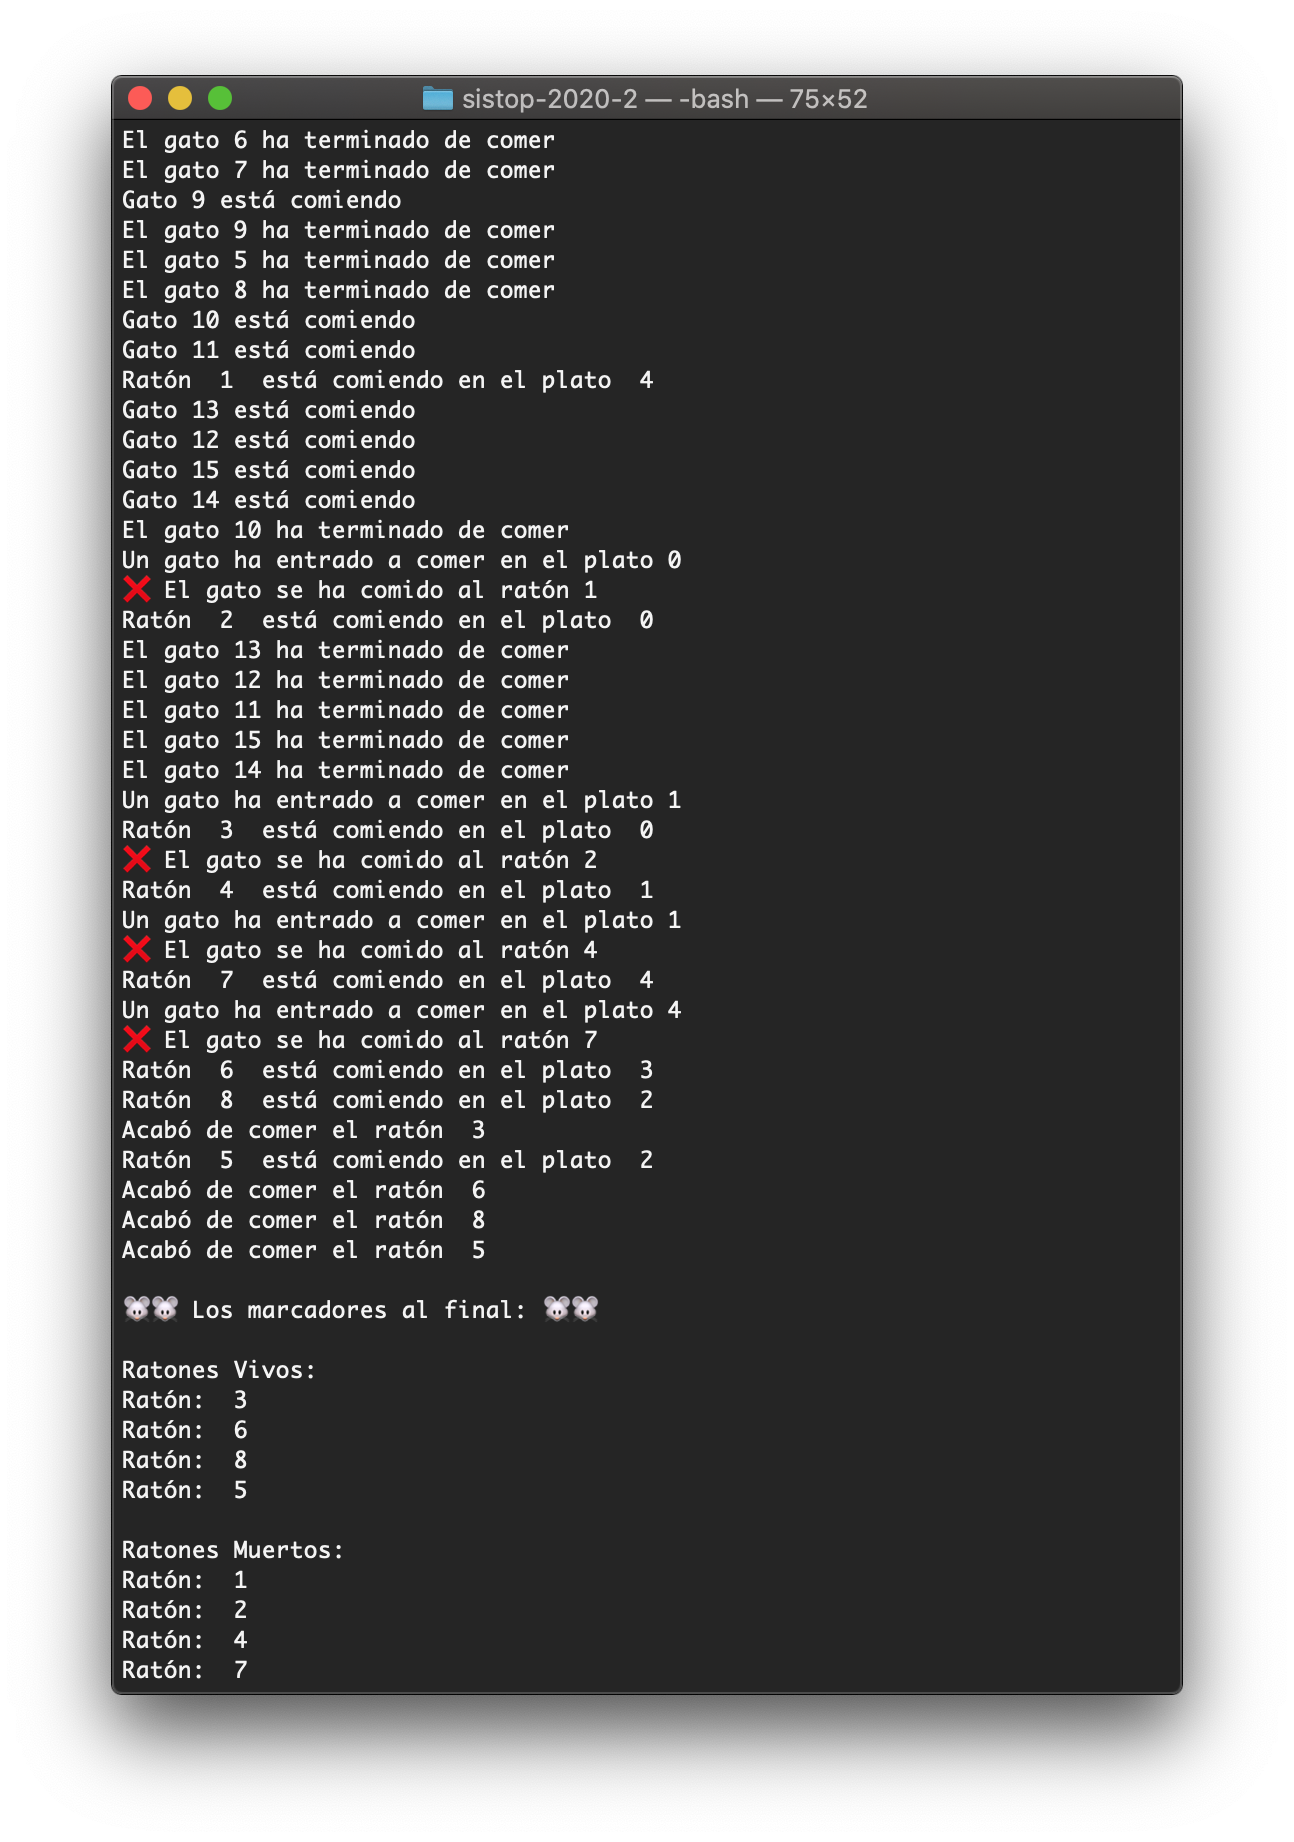 sistop-2020-2 — -bash — 75×52
El gato 6 ha terminado de comer
El gato 7 ha terminado de comer
Gato 9 está comiendo
El gato 9 ha terminado de comer
El gato 5 ha terminado de comer
El gato 8 ha terminado de comer
Gato 10 está comiendo
Gato 11 está comiendo
Ratón  1  está comiendo en el plato  4
Gato 13 está comiendo
Gato 12 está comiendo
Gato 15 está comiendo
Gato 14 está comiendo
El gato 10 ha terminado de comer
Un gato ha entrado a comer en el plato 0
❌ El gato se ha comido al ratón 1
Ratón  2  está comiendo en el plato  0
El gato 13 ha terminado de comer
El gato 12 ha terminado de comer
El gato 11 ha terminado de comer
El gato 15 ha terminado de comer
El gato 14 ha terminado de comer
Un gato ha entrado a comer en el plato 1
Ratón  3  está comiendo en el plato  0
❌ El gato se ha comido al ratón 2
Ratón  4  está comiendo en el plato  1
Un gato ha entrado a comer en el plato 1
❌ El gato se ha comido al ratón 4
Ratón  7  está comiendo en el plato  4
Un gato ha entrado a comer en el plato 4
❌ El gato se ha comido al ratón 7
Ratón  6  está comiendo en el plato  3
Ratón  8  está comiendo en el plato  2
Acabó de comer el ratón  3
Ratón  5  está comiendo en el plato  2
Acabó de comer el ratón  6
Acabó de comer el ratón  8
Acabó de comer el ratón  5
🐭🐭 Los marcadores al final: 🐭🐭
Ratones Vivos:
Ratón:  3
Ratón:  6
Ratón:  8
Ratón:  5
Ratones Muertos:
Ratón:  1
Ratón:  2
Ratón:  4
Ratón:  7